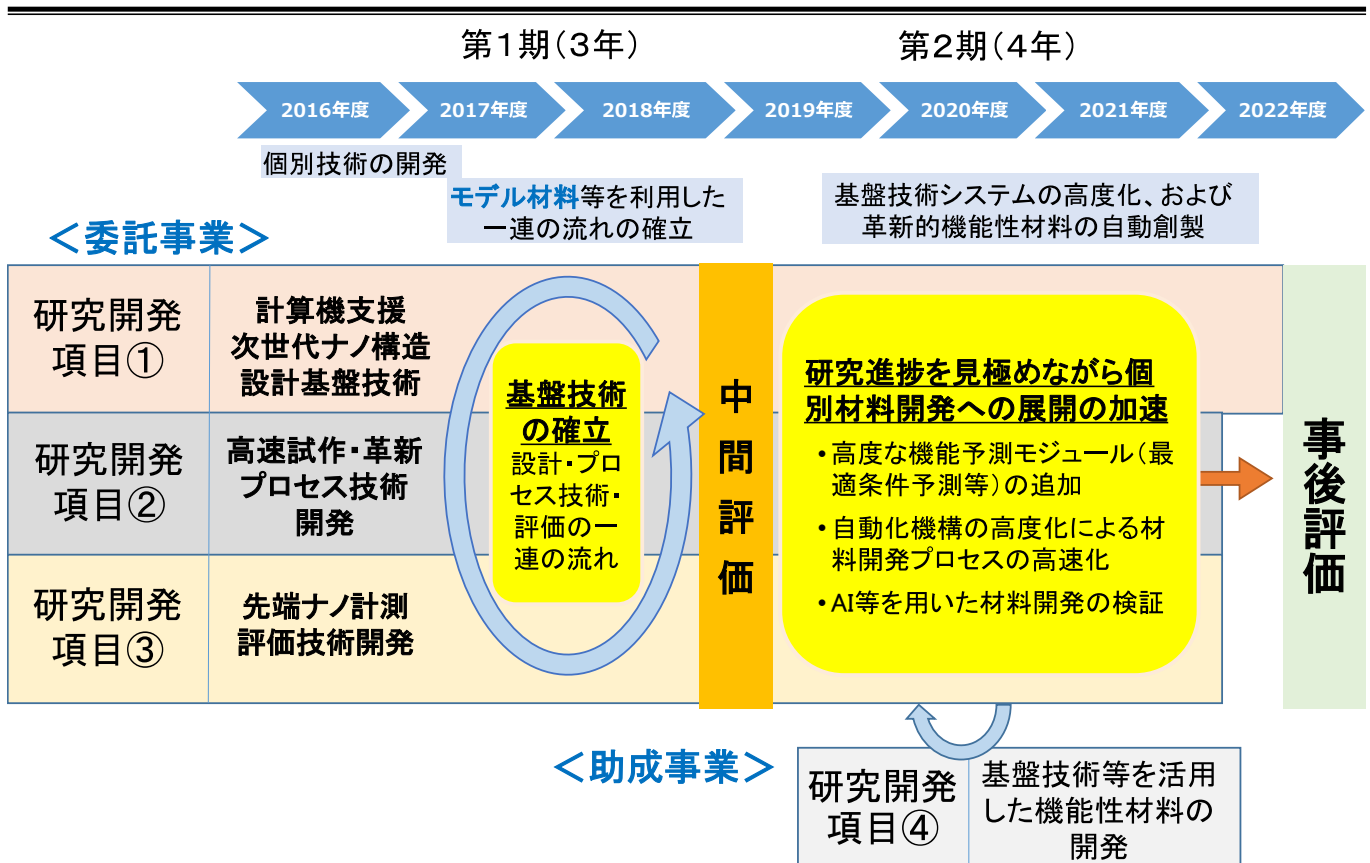 第1期(3年)
第2期(4年)
2016年度
2017年度
2018年度
2019年度
2020年度
2021年度
2022年度
個別技術の開発
モデル材料等を利用した
一連の流れの確立
基盤技術システムの高度化、および
革新的機能性材料の自動創製
＜委託事業＞
研究開発
項目①
計算機支援
次世代ナノ構造
設計基盤技術
研究開発
項目②
高速試作・革新
プロセス技術
開発
研究開発
項目③
先端ナノ計測
評価技術開発
基盤技術
の確立
設計・プロ
セス技術・
評価の一
連の流れ
中
間
評
価
研究進捗を見極めながら個
別材料開発への展開の加速
・高度な機能予測モジュール（最
適条件予測等）の追加
・自動化機構の高度化による材
料開発プロセスの高速化
・AI等を用いた材料開発の検証
事
後
評
価
＜助成事業＞
研究開発
項目④
基盤技術等を活用
した機能性材料の
開発